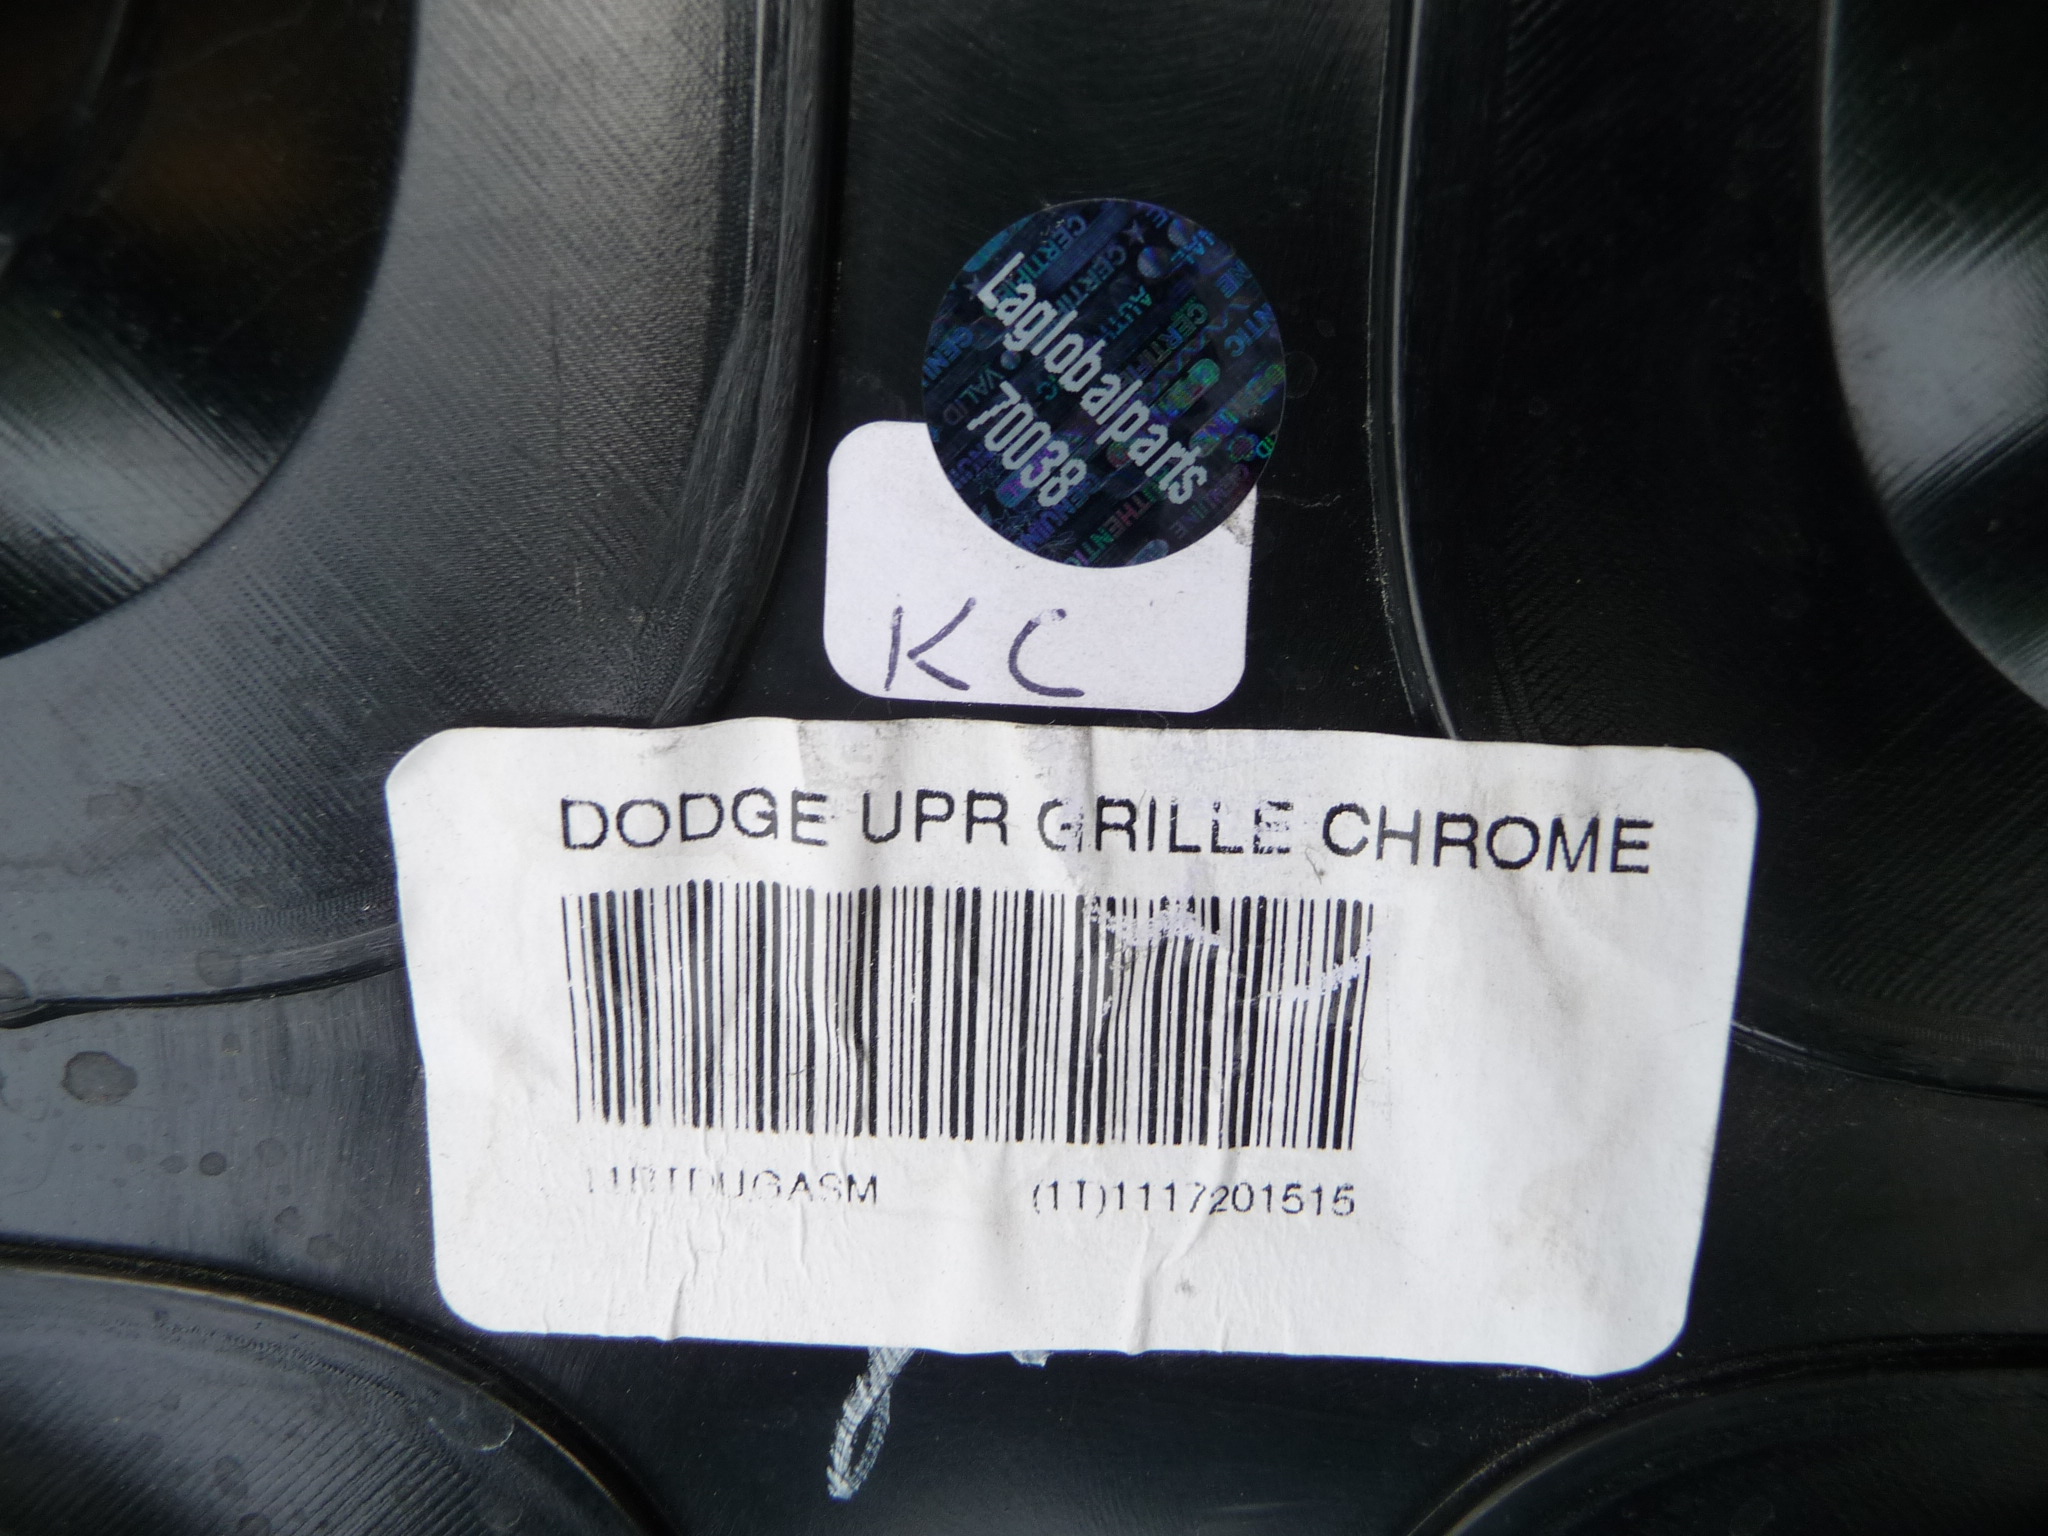 Laglobalparts
70038
KC
DODGE UPR GRILLE CHROME
(1T)1117201515